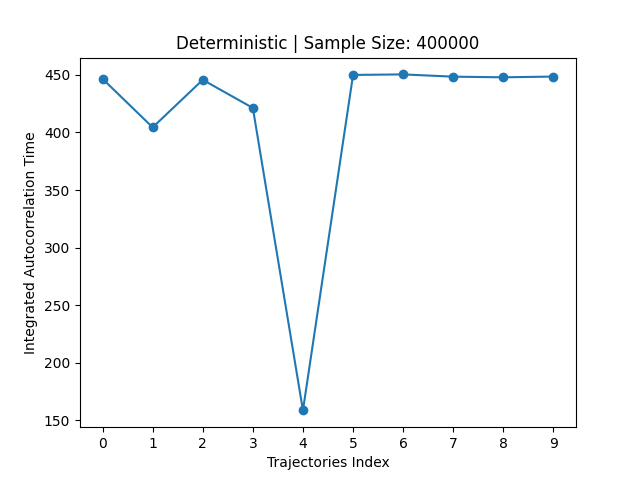 Deterministic | Sample Size: 400000
Integrated Autocorrelation Time
450
400
350
300
250
200
150
0 1 2 3 4 5 6 7 8 9
Trajectories Index